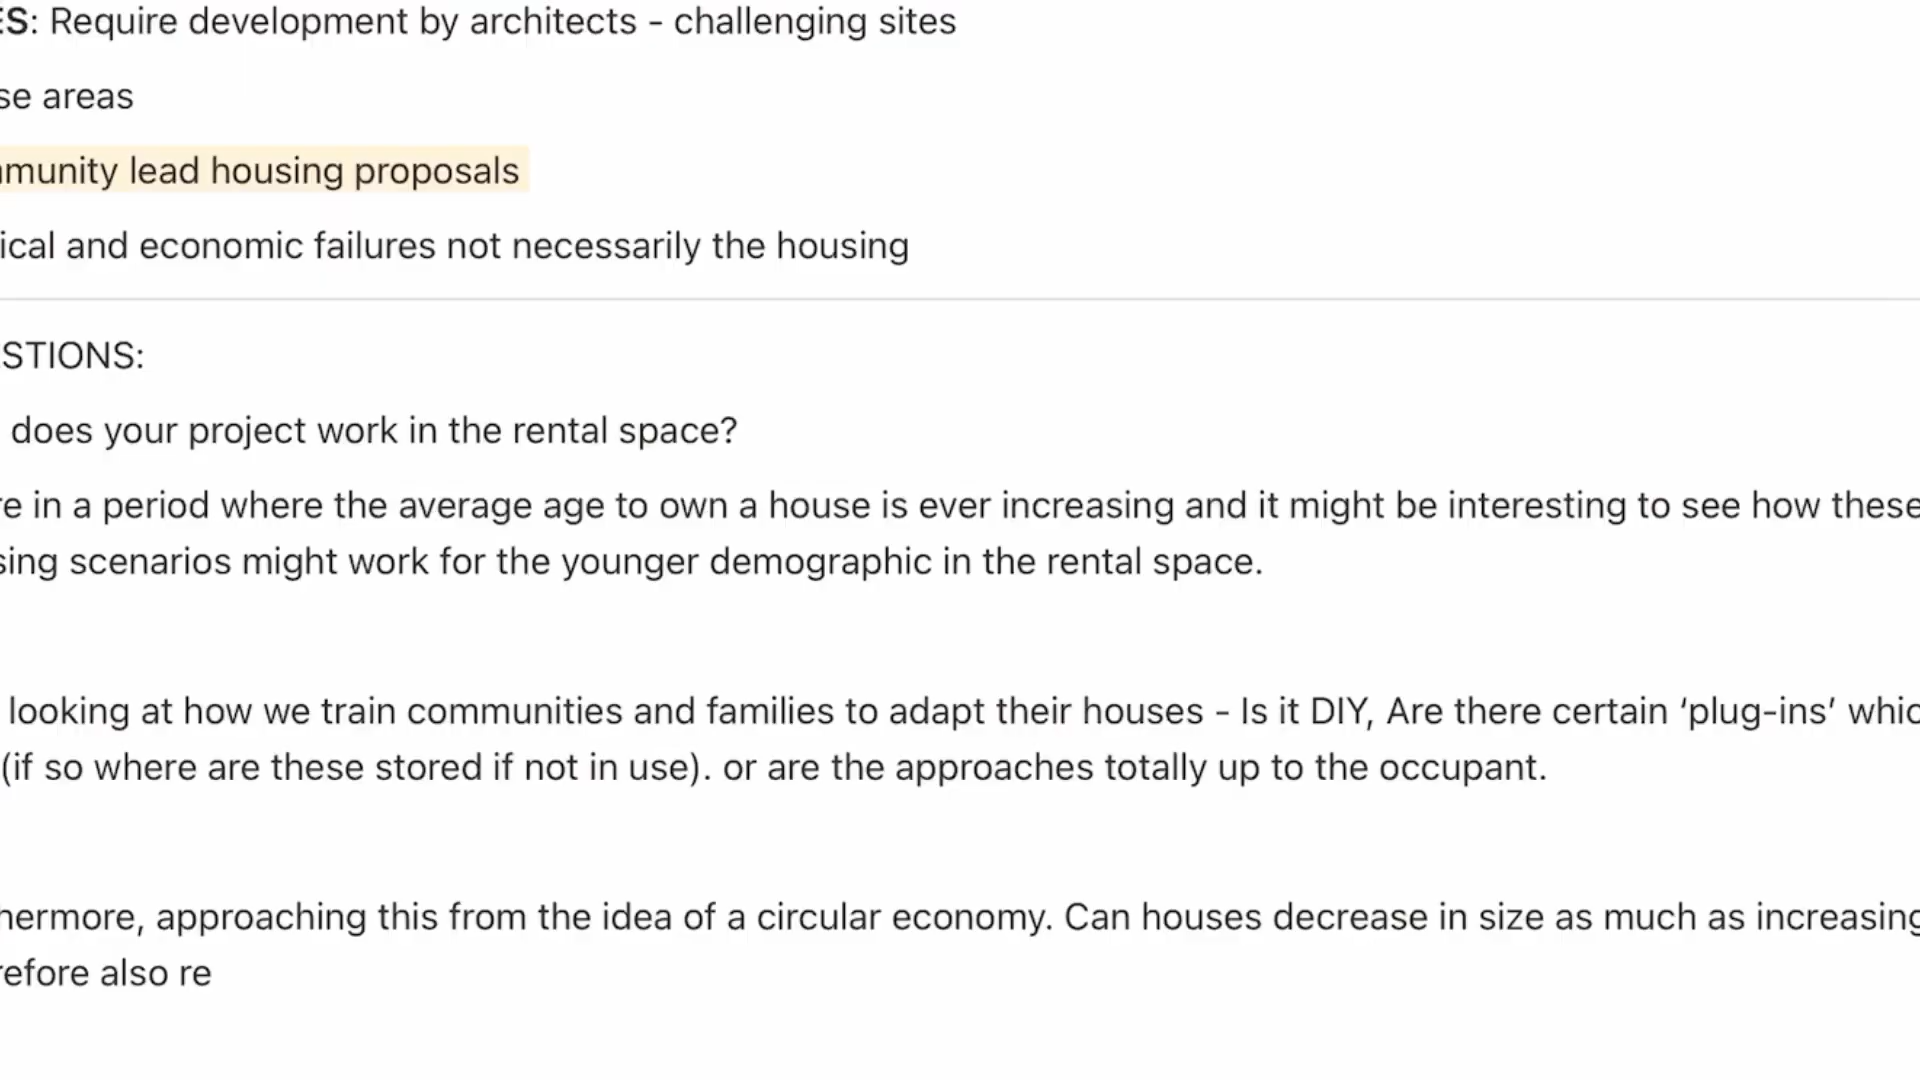 ES: Require development by architects - challenging sites
se areas
munity lead housing proposals
ical and economic failures not necessarily the housing
STIONS:
does your project work in the rental space?
re in a period where the average age to own a house is ever increasing and it might be interesting to see how these
sing scenarios might work for the younger demographic in the rental space.
looking at how we train communities and families to adapt their houses - Is it DIY, Are there certain ‘plug-ins’ whic
(if so where are these stored if not in use). or are the approaches totally up to the occupant.
hermore, approaching this from the idea of a circular economy. Can houses decrease in size as much as increasing
refore also re